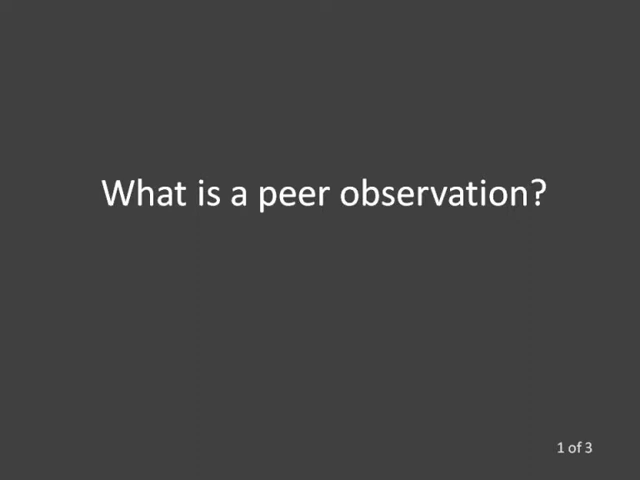 What is a peer observation?
1 of 3